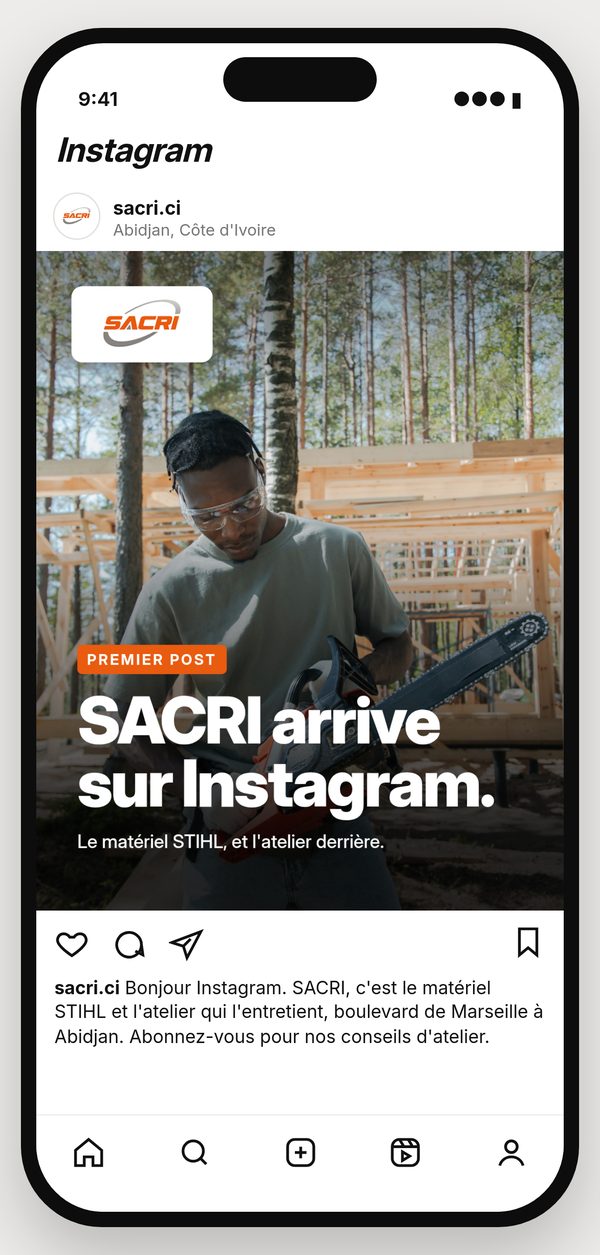 9:41
Instagram
SACRI
sacri.ci
Abidjan, Côte d'Ivoire
SACRI
PREMIER POST
SACRI arrive
sur Instagram.
Le matériel STIHL, et l'atelier derrière.
sacri.ci Bonjour Instagram. SACRI, c'est le matériel
STIHL et l'atelier qui l'entretient, boulevard de Marseille à
Abidjan. Abonnez-vous pour nos conseils d'atelier.